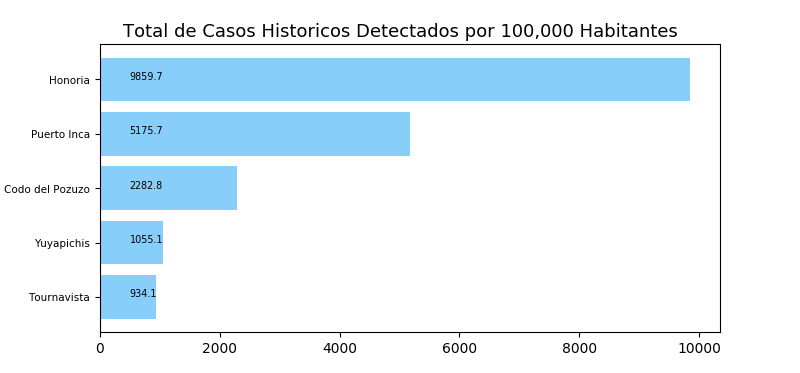 Total de Casos Historicos Detectados por 100,000 Habitantes
Honoria 9859.7
Puerto Inca 5175.7
Codo del Pozuzo 2282.8
Yuyapichis 1055.1
Tournavista 934.1
0 2000 4000 6000 8000 10000